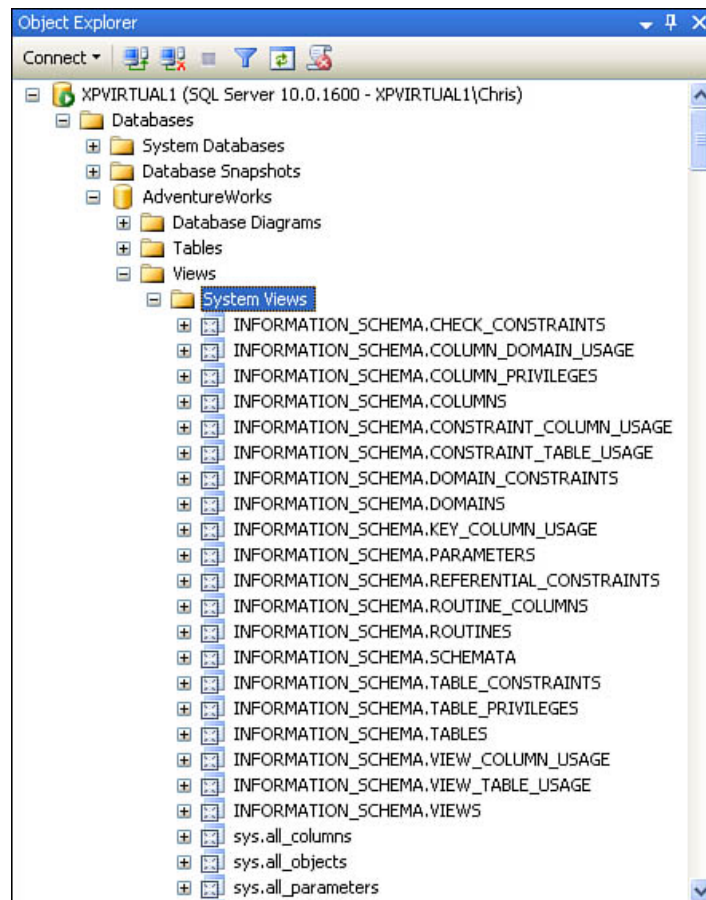 Object Explorer
Connect
XPVIRTUAL1 (SQL Server 10.0.1600 - XPVIRTUAL1\Chris)
Databases
System Databases
Database Snapshots
AdventureWorks
Database Diagrams
Tables
Views
System Views
INFORMATION_SCHEMA.CHECK_CONSTRAINTS
INFORMATION_SCHEMA.COLUMN_DOMAIN_USAGE
INFORMATION_SCHEMA.COLUMN_PRIVILEGES
INFORMATION_SCHEMA.COLUMNS
INFORMATION_SCHEMA.CONSTRAINT_COLUMN_USAGE
INFORMATION_SCHEMA.CONSTRAINT_TABLE_USAGE
INFORMATION_SCHEMA.DOMAIN_CONSTRAINTS
INFORMATION_SCHEMA.DOMAINS
INFORMATION_SCHEMA.KEY_COLUMN_USAGE
INFORMATION_SCHEMA.PARAMETERS
INFORMATION_SCHEMA.REFERENTIAL_CONSTRAINTS
INFORMATION_SCHEMA.ROUTINE_COLUMNS
INFORMATION_SCHEMA.ROUTINES
INFORMATION_SCHEMA.SCHEMATA
INFORMATION_SCHEMA.TABLE_CONSTRAINTS
INFORMATION_SCHEMA.TABLE_PRIVILEGES
INFORMATION_SCHEMA.TABLES
INFORMATION_SCHEMA.VIEW_COLUMN_USAGE
INFORMATION_SCHEMA.VIEW_TABLE_USAGE
INFORMATION_SCHEMA.VIEWS
sys.all_columns
sys.all_objects
sys.all_parameters